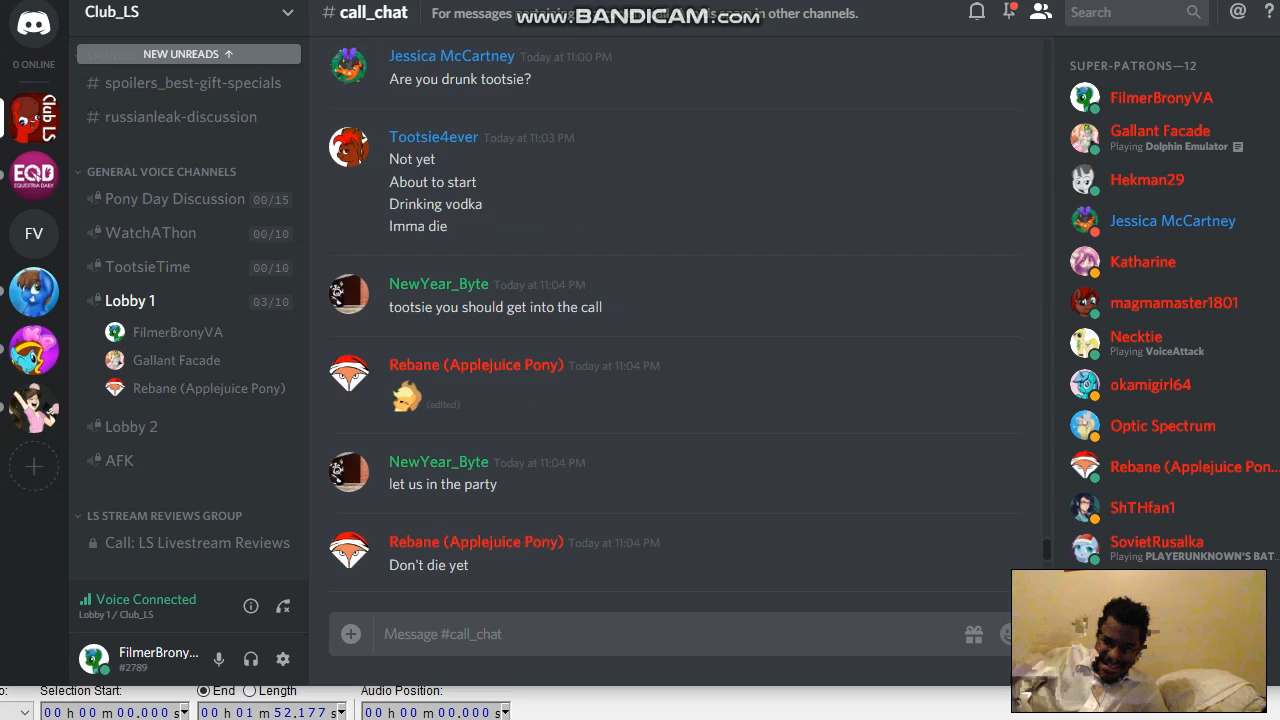 Club_LS
# call_chat
For messages
in other channels.
www.BANDICAM.com
Search
@
?
NEW UNREADS ↑
0 ONLINE
Club LS
EQD
EQUESTRIA DAILY
FV
# spoilers_best-gift-specials
# russianleak-discussion
GENERAL VOICE CHANNELS
Pony Day Discussion 00/15
WatchAThon 00/10
TootsieTime 00/10
Lobby 1 03/10
FilmerBronyVA
Gallant Facade
Rebane (Applejuice Pony)
Lobby 2
AFK
LS STREAM REVIEWS GROUP
Call: LS Livestream Reviews
Voice Connected
Lobby 1 / Club_LS
FilmerBrony...
#2789
Jessica McCartney Today at 11:00 PM
Are you drunk tootsie?
Tootsie4ever Today at 11:03 PM
Not yet
About to start
Drinking vodka
Imma die
NewYear_Byte Today at 11:04 PM
tootsie you should get into the call
Rebane (Applejuice Pony) Today at 11:04 PM
(edited)
NewYear_Byte Today at 11:04 PM
let us in the party
Rebane (Applejuice Pony) Today at 11:04 PM
Don't die yet
Message #call_chat
SUPER-PATRONS—12
FilmerBronyVA
Gallant Facade
Playing Dolphin Emulator
Hekman29
Jessica McCartney
Katharine
magmamaster1801
Necktie
Playing VoiceAttack
okamigirl64
Optic Spectrum
Rebane (Applejuice Pon...
ShTHfan1
SovietRusalka
Playing PLAYERUNKNOWN'S BAT...
Selection Start:
End
Length
Audio Position:
00 h 00 m 00.000 s
00 h 01 m 52.177 s
00 h 00 m 00.000 s